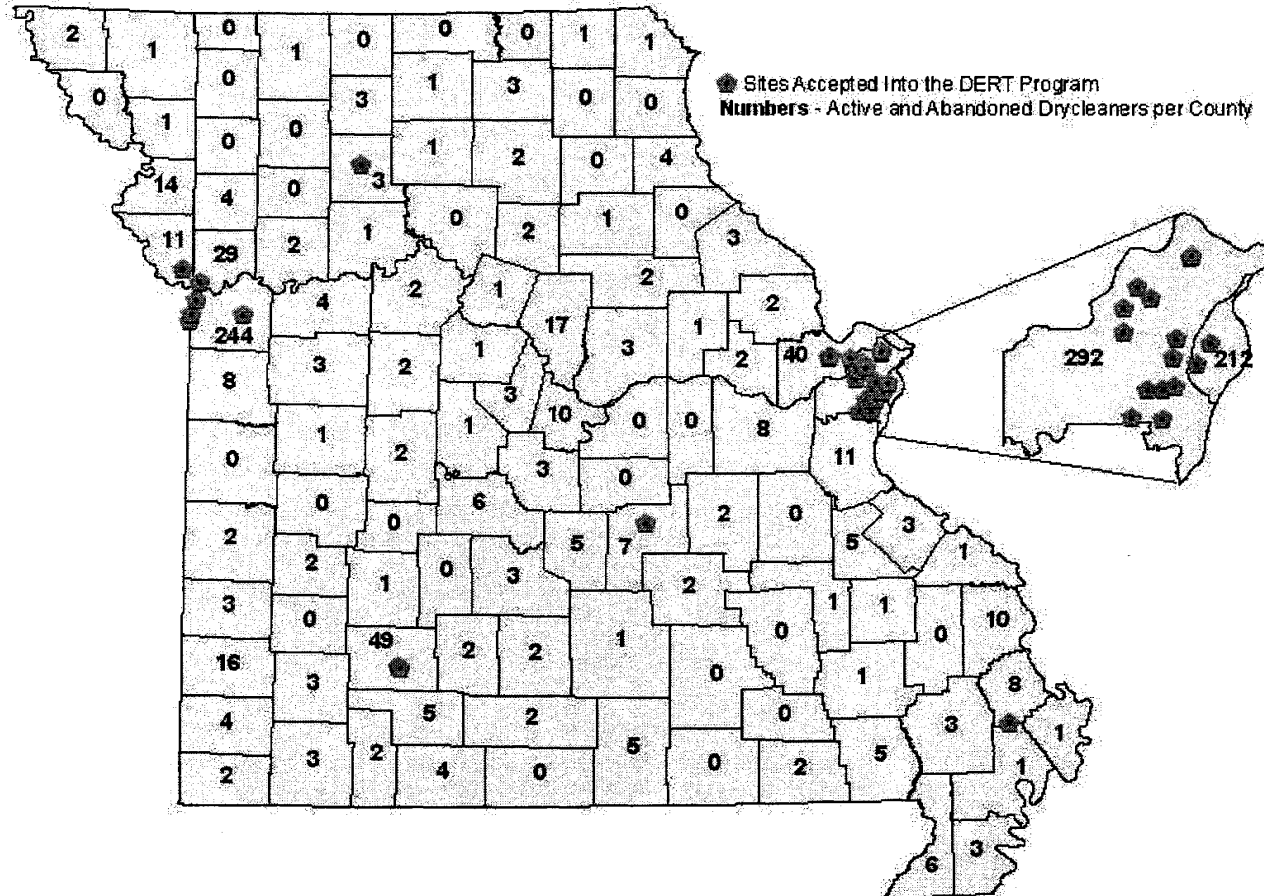 Sites Accepted Into the DERT Program
Numbers - Active and Abandoned Drycleaners per County
2 1 0 1 0 0 0 1 1
0 0 1 3
0 3 0 0
1 0 0 1 2 0 4
3
14 4 0 0 2 1 0
11 29 2 1 3
2
4 2 1 2
244 17 1 40 292 212
3 2 1 3 2
8 3
1 1 10 0 0 8
0 2 3 0 11
0 0 6
2 5 7 2 0 5 3 1
2 1 0 3 2
3 0 1 1 0 10
49 2 2 1 0
16 3 0 1 8
4 5 2 0 3 1
2 3 2 4 0 5 0 2 5 1
6 3